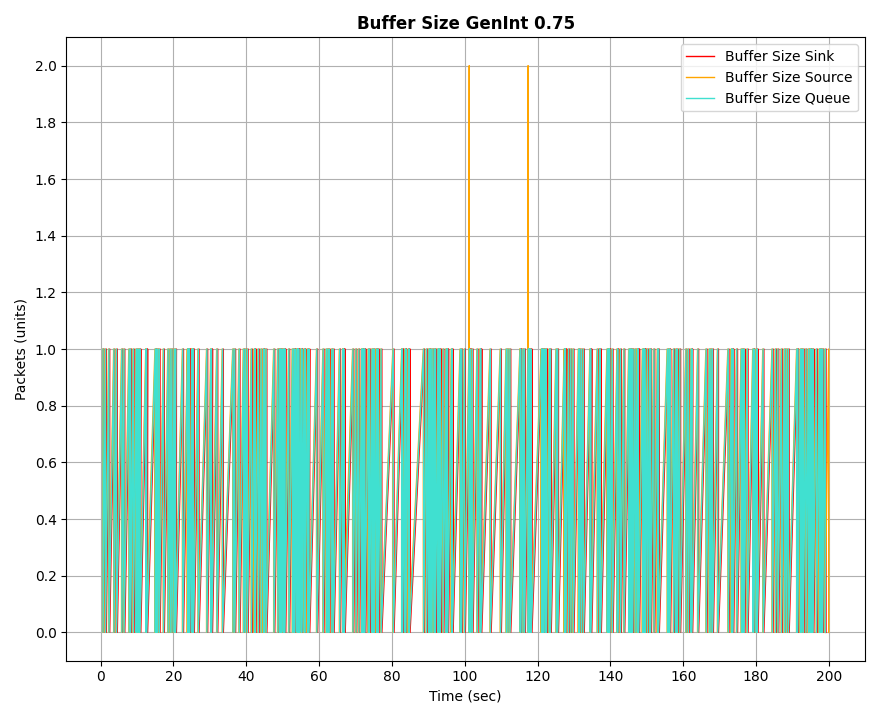 Buffer Size GenInt 0.75
Buffer Size Sink
Buffer Size Source
Buffer Size Queue
Packets (units)
2.0
1.8
1.6
1.4
1.2
1.0
0.8
0.6
0.4
0.2
0.0
0 20 40 60 80 100 120 140 160 180 200
Time (sec)